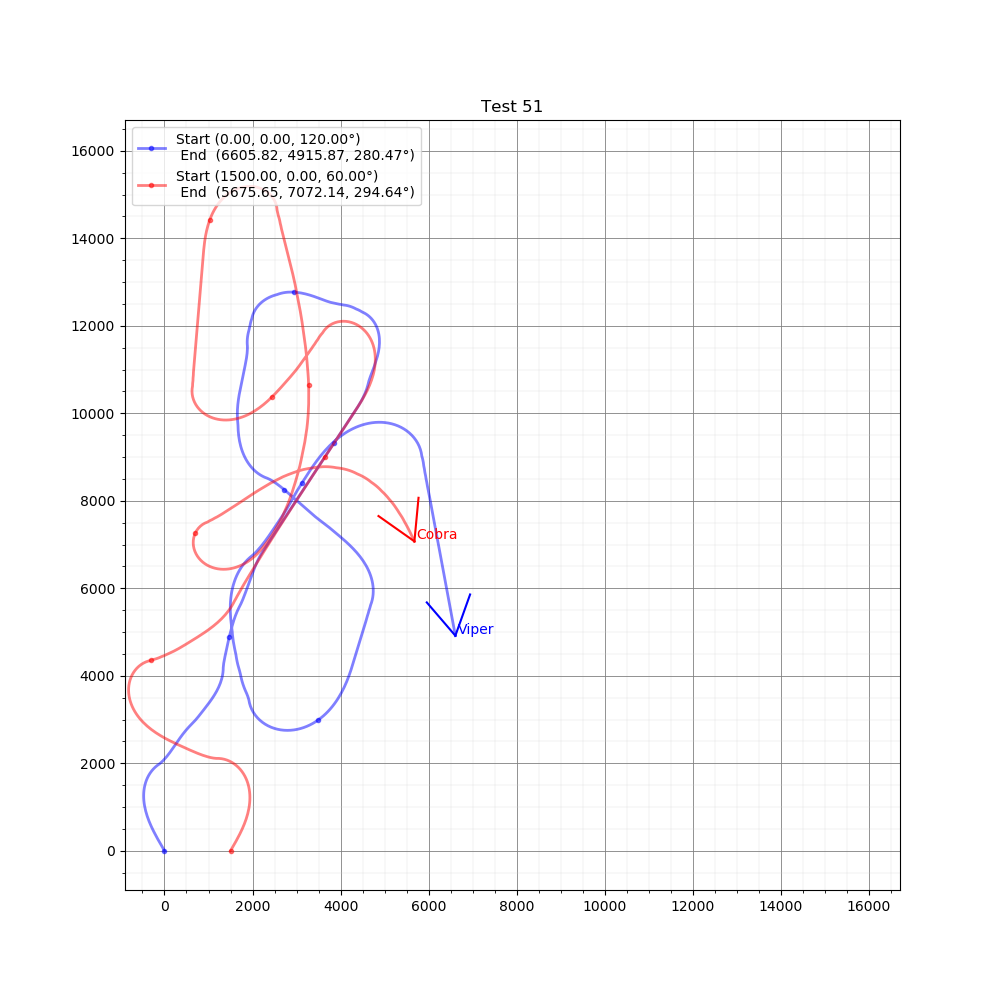 Test 51
Start (0.00, 0.00, 120.00°)
End (6605.82, 4915.87, 280.47°)
Start (1500.00, 0.00, 60.00°)
End (5675.65, 7072.14, 294.64°)
16000
14000
12000
10000
8000
6000
4000
2000
0
Cobra
Viper
0 2000 4000 6000 8000 10000 12000 14000 16000